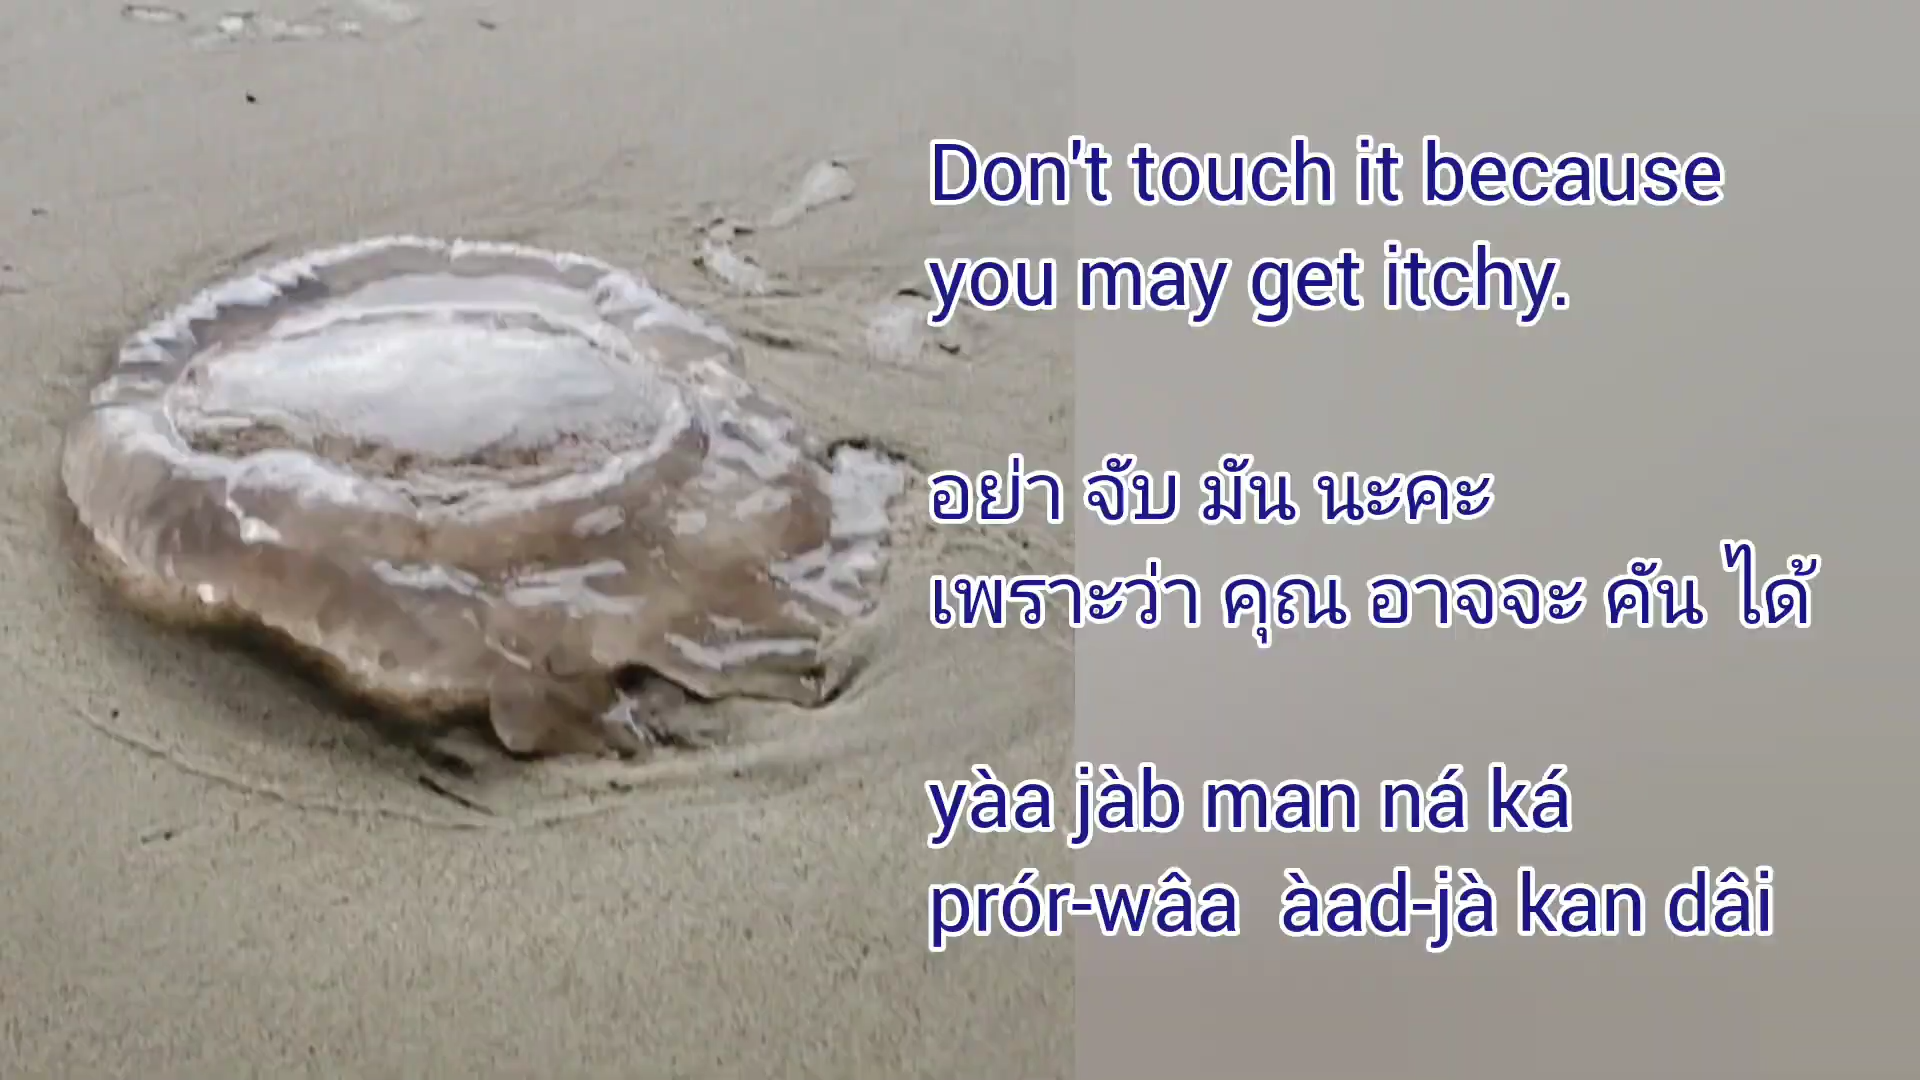 Don't touch it because
you may get itchy.
อย่า จับ มัน นะคะ
เพราะว่า คุณ อาจจะ คัน ได้
yàa jàb man ná ká
prór-wâa  àad-jà kan dâi